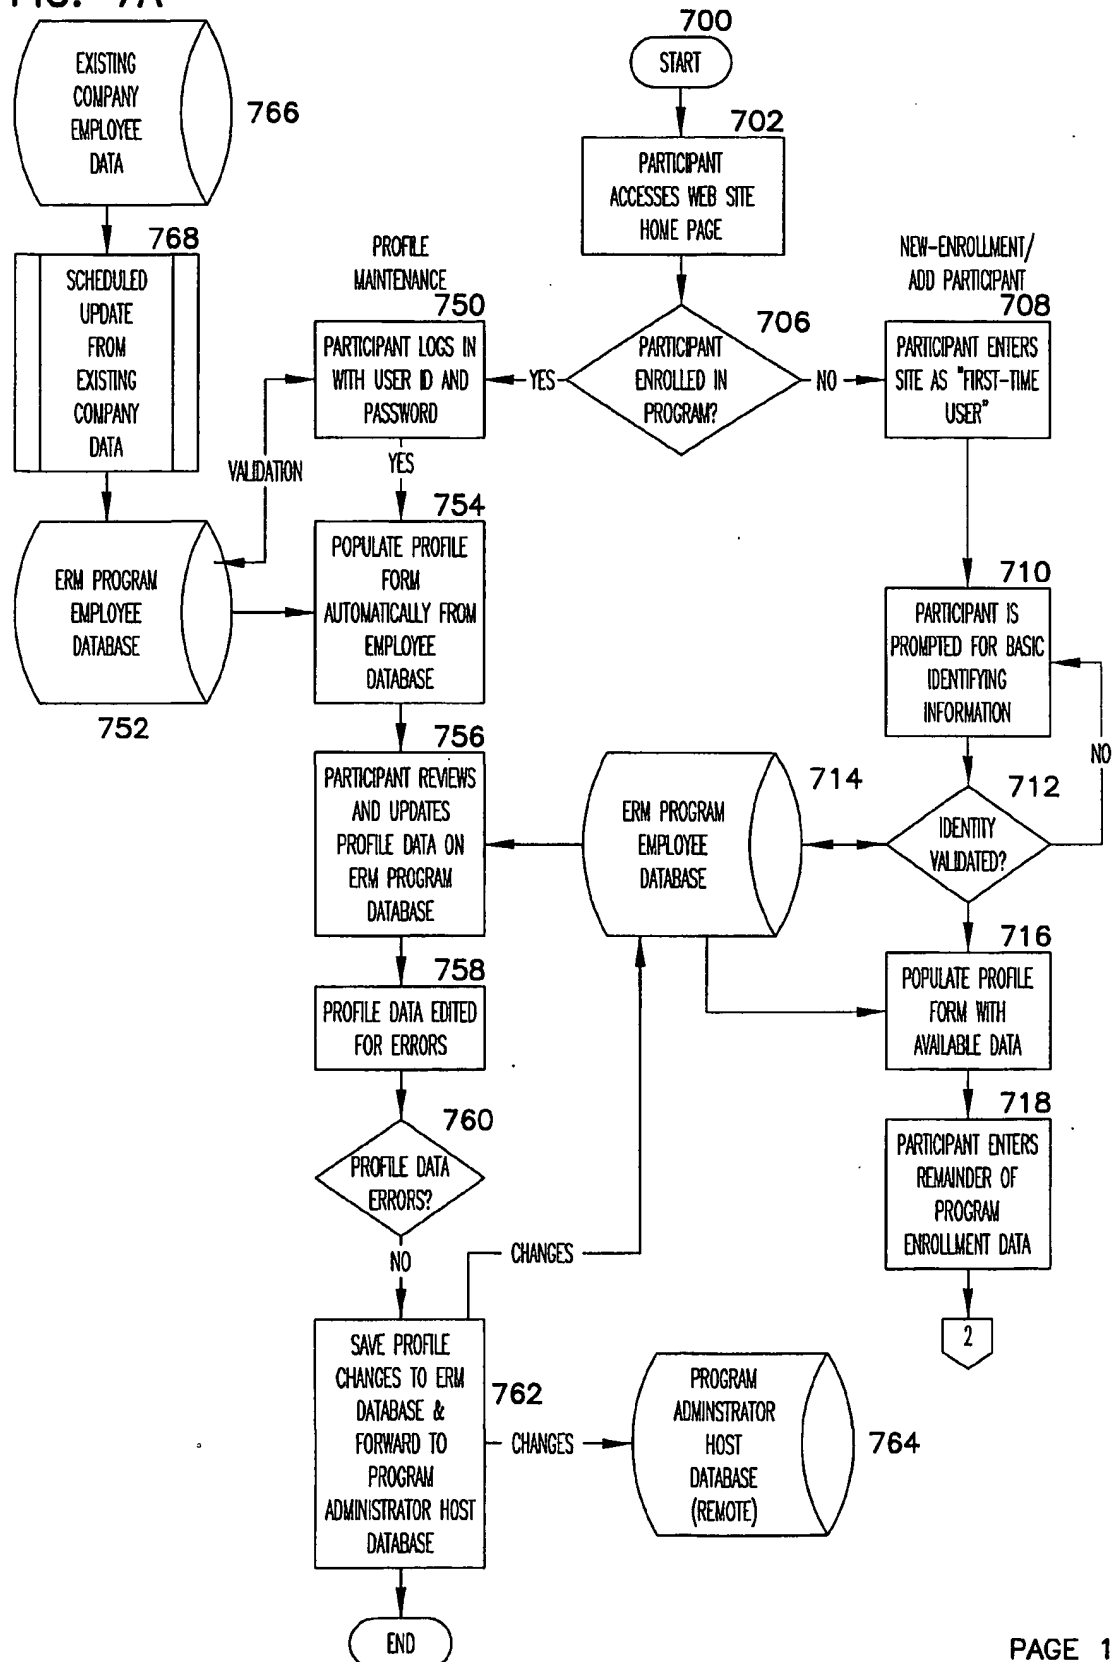 FIG. 7A
EXISTING
COMPANY
EMPLOYEE
DATA
766
768
SCHEDULED
UPDATE
FROM
EXISTING
COMPANY
DATA
VALIDATION
ERM PROGRAM
EMPLOYEE
DATABASE
752
700
START
702
PARTICIPANT
ACCESSES WEB SITE
HOME PAGE
706
PARTICIPANT
ENROLLED IN
PROGRAM?
YES
NO
PROFILE
MAINTENANCE
750
PARTICIPANT LOGS IN
WITH USER ID AND
PASSWORD
YES
754
POPULATE PROFILE
FORM
AUTOMATICALLY FROM
EMPLOYEE
DATABASE
756
PARTICIPANT REVIEWS
AND UPDATES
PROFILE DATA ON
ERM PROGRAM
DATABASE
758
PROFILE DATA EDITED
FOR ERRORS
760
PROFILE DATA
ERRORS?
NO
CHANGES
SAVE PROFILE
CHANGES TO ERM
DATABASE &
FORWARD TO
PROGRAM
ADMINISTRATOR HOST
DATABASE
762
CHANGES
END
PROGRAM
ADMINSTRATOR
HOST
DATABASE
(REMOTE)
764
NEW-ENROLLMENT/
ADD PARTICIPANT
708
PARTICIPANT ENTERS
SITE AS "FIRST-TIME
USER"
710
PARTICIPANT IS
PROMPTED FOR BASIC
IDENTIFYING
INFORMATION
NO
712
IDENTITY
VALIDATED?
714
ERM PROGRAM
EMPLOYEE
DATABASE
716
POPULATE PROFILE
FORM WITH
AVAILABLE DATA
718
PARTICIPANT ENTERS
REMAINDER OF
PROGRAM
ENROLLMENT DATA
2
PAGE 1